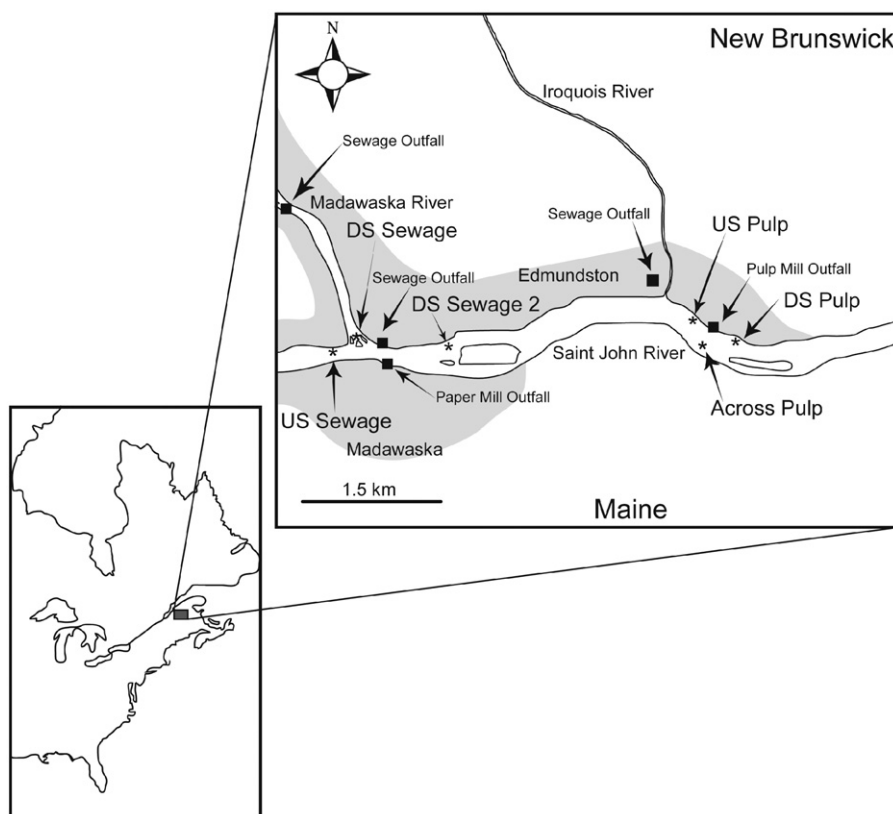 New Brunswick
N
Iroquois River
Sewage Outfall
Madawaska River
DS Sewage
Sewage Outfall
US Pulp
Sewage Outfall
Edmundston
Pulp Mill Outfall
DS Sewage 2
DS Pulp
Saint John River
Paper Mill Outfall
Across Pulp
US Sewage
Madawaska
1.5 km
Maine